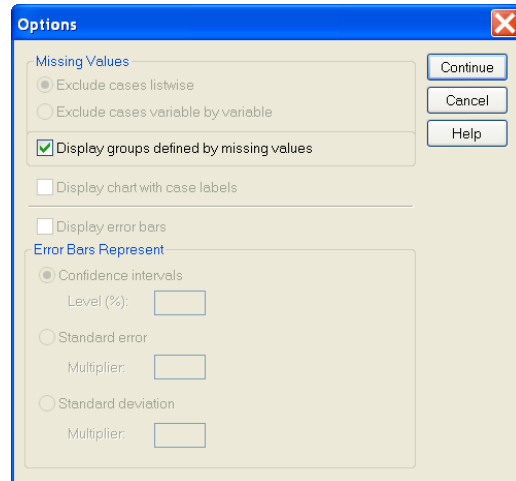 Options
Missing Values
Exclude cases listwise
Exclude cases variable by variable
Display groups defined by missing values
Display chart with case labels
Display error bars
Error Bars Represent
Confidence intervals
Level (%):
Standard error
Multiplier:
Standard deviation
Multiplier:
Continue
Cancel
Help